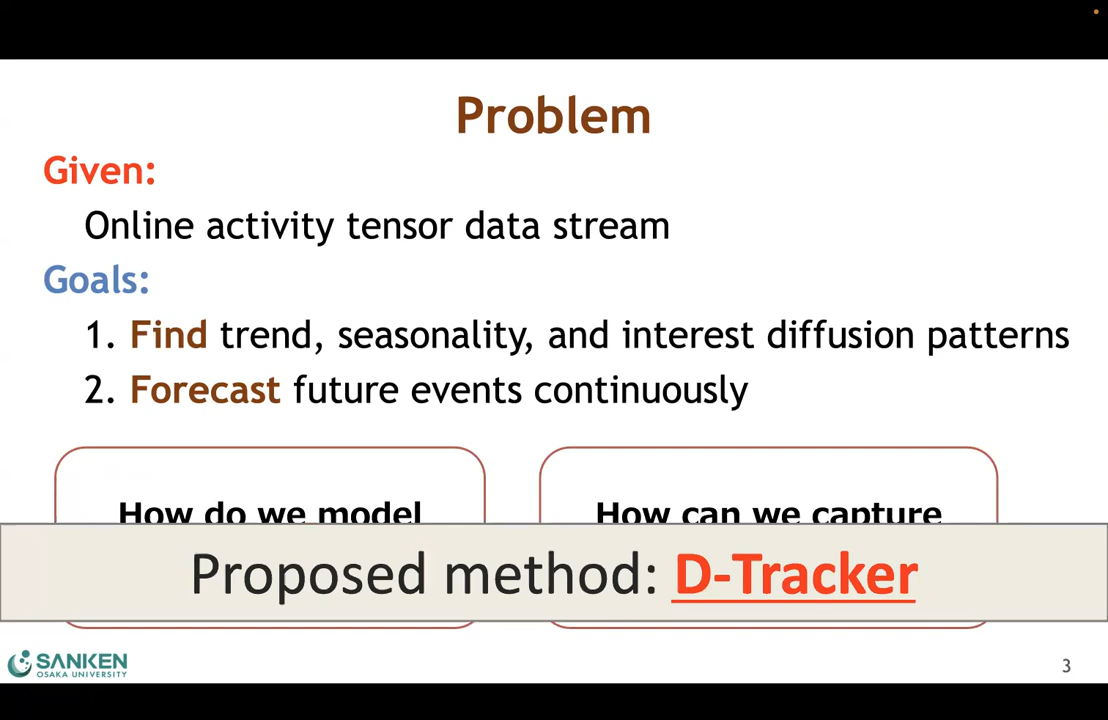 Problem
Given:
Online activity tensor data stream
Goals:
1. Find trend, seasonality, and interest diffusion patterns
2. Forecast future events continuously
How do we model
How can we capture
Proposed method: D-Tracker
SANKEN
OSAKA UNIVERSITY
3